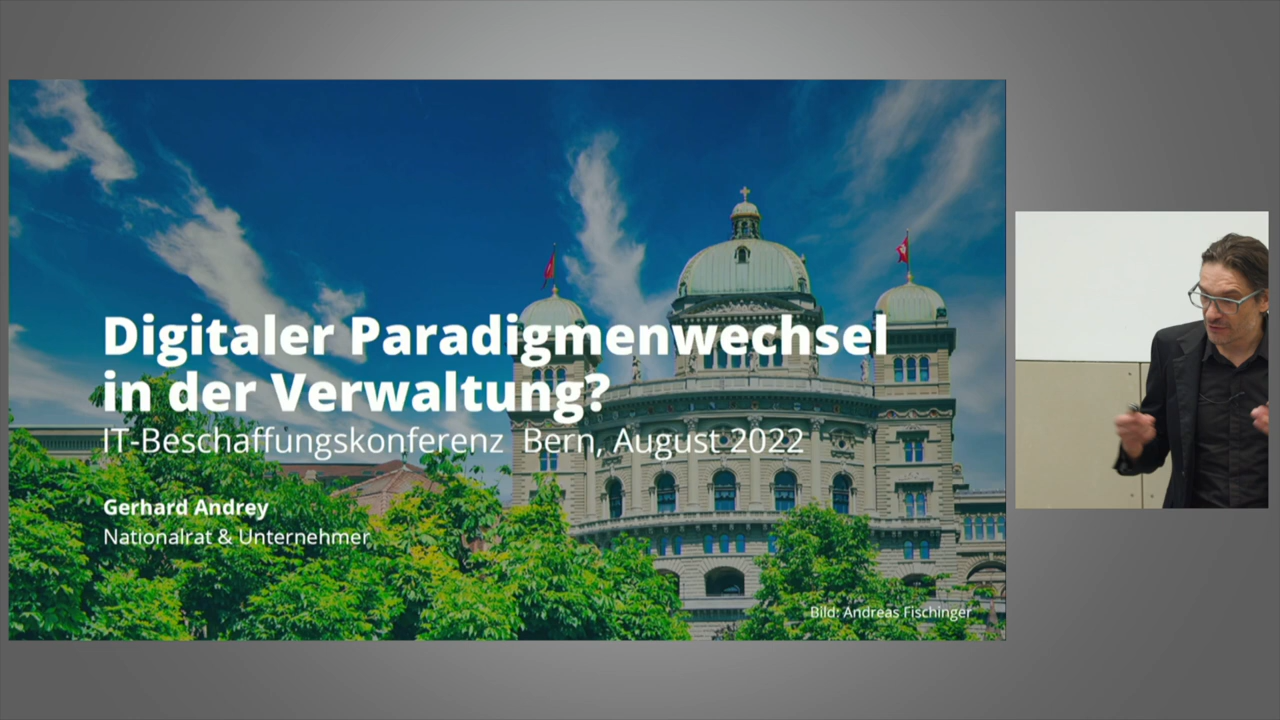 Digitaler Paradigmenwechsel
in der Verwaltung?
IT-Beschaffungskonferenz Bern, August 2022
Gerhard Andrey
Nationalrat & Unternehmer
Bild: Andreas Fischinger